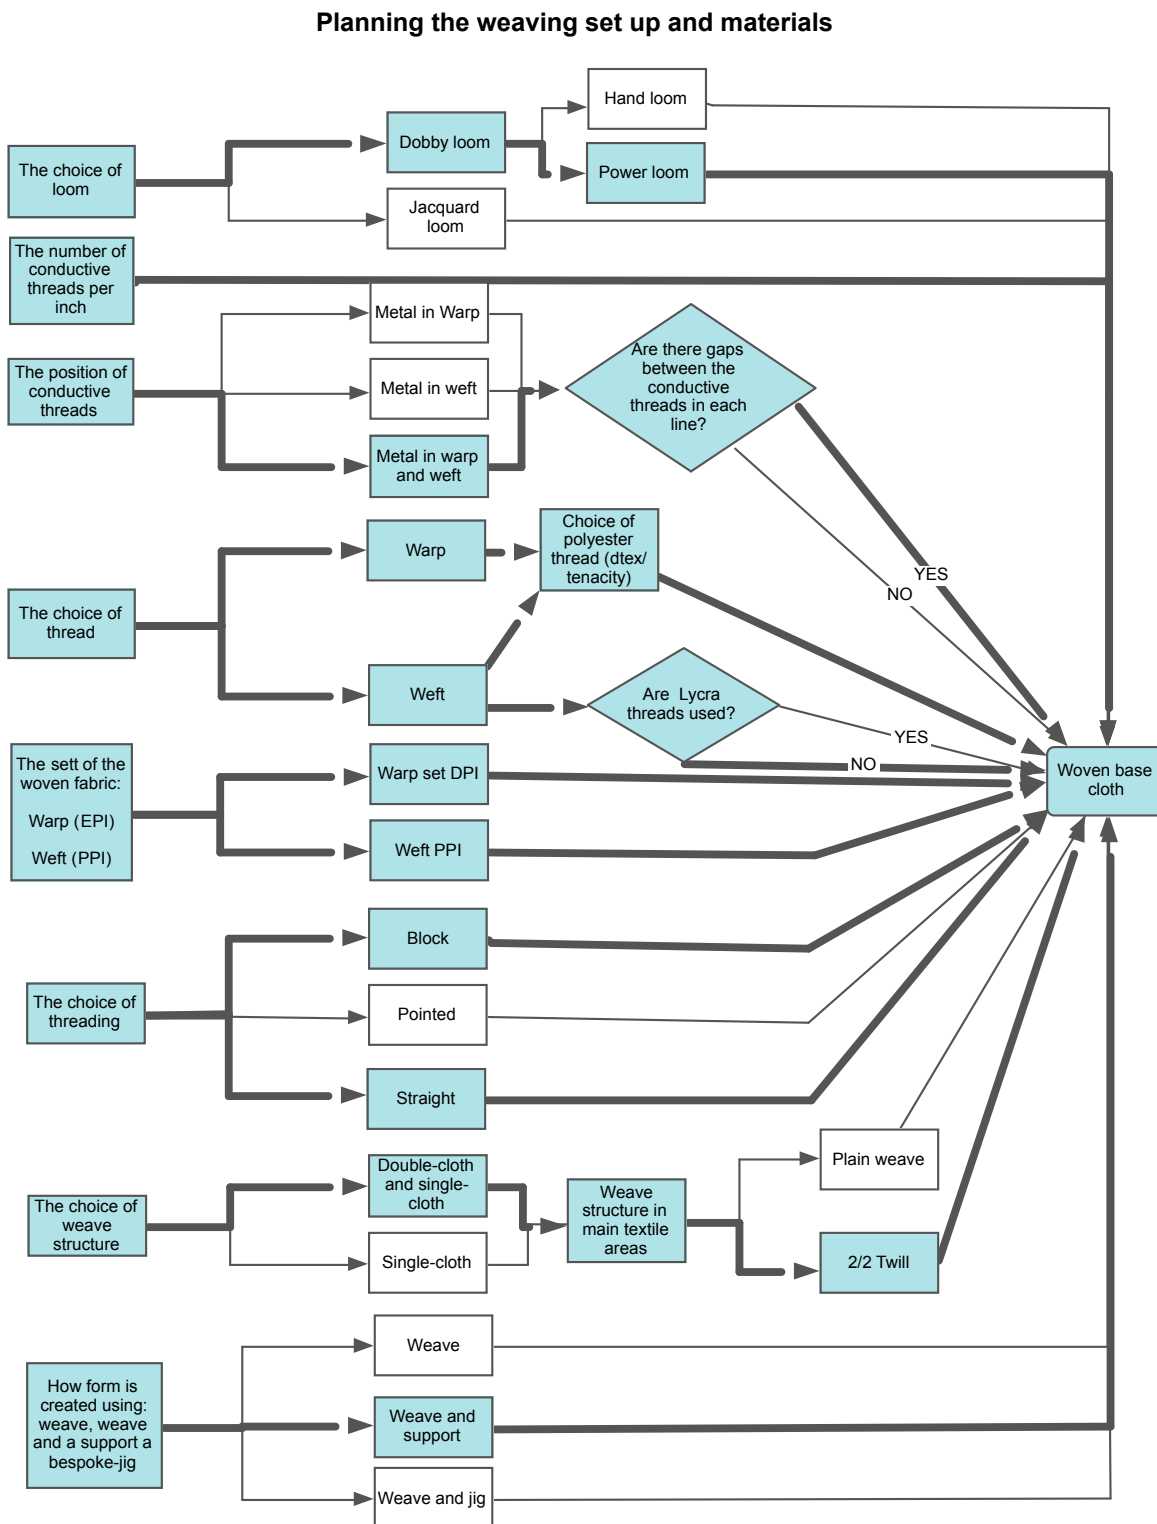 Planning the weaving set up and materials
Hand loom
Dobby loom
The choice of
loom
Power loom
Jacquard
loom
The number of
conductive
threads per
inch
Metal in Warp
Are there gaps
between the
conductive
threads in each
line?
The position of
conductive
threads
Metal in weft
Metal in warp
and weft
Choice of
polyester
thread (dtex/
tenacity)
Warp
YES
NO
The choice of
thread
Weft
Are Lycra
threads used?
YES
NO
The sett of the
woven fabric:
Warp (EPI)
Weft (PPI)
Warp set DPI
Woven base
cloth
Weft PPI
Block
The choice of
threading
Pointed
Straight
Plain weave
Double-cloth
and single-
cloth
The choice of
weave
structure
Weave
structure in
main textile
areas
Single-cloth
2/2 Twill
Weave
How form is
created using:
weave, weave
and a support a
bespoke-jig
Weave and
support
Weave and jig